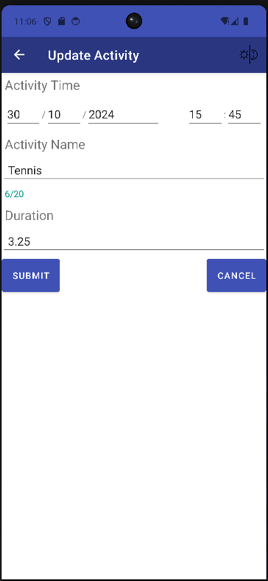 11:06
Update Activity
Activity Time
30 / 10 / 2024 15 : 45
Activity Name
Tennis
6/20
Duration
3.25
SUBMIT CANCEL